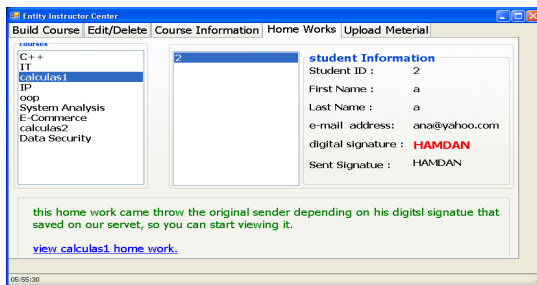 Entity Instructor Center
Build Course Edit/Delete Course Information Home Works Upload Meterial
courses
C++
IT
calculas1
IP
oop
System Analysis
E-Commerce
calculas2
Data Security
2
student Information
Student ID : 2
First Name : a
Last Name : a
e-mail address: ana@yahoo.com
digital signature : HAMDAN
Sent Signatue : HAMDAN
this home work came throw the original sender depending on his digitsl signatue that
saved on our servet, so you can start viewing it.
view calculas1 home work.
05:55:30